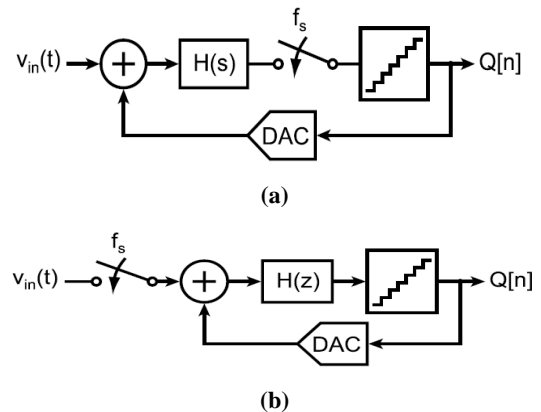 f_s
v_in(t) + H(s) Q[n]
DAC
(a)
f_s
v_in(t) + H(z) Q[n]
DAC
(b)